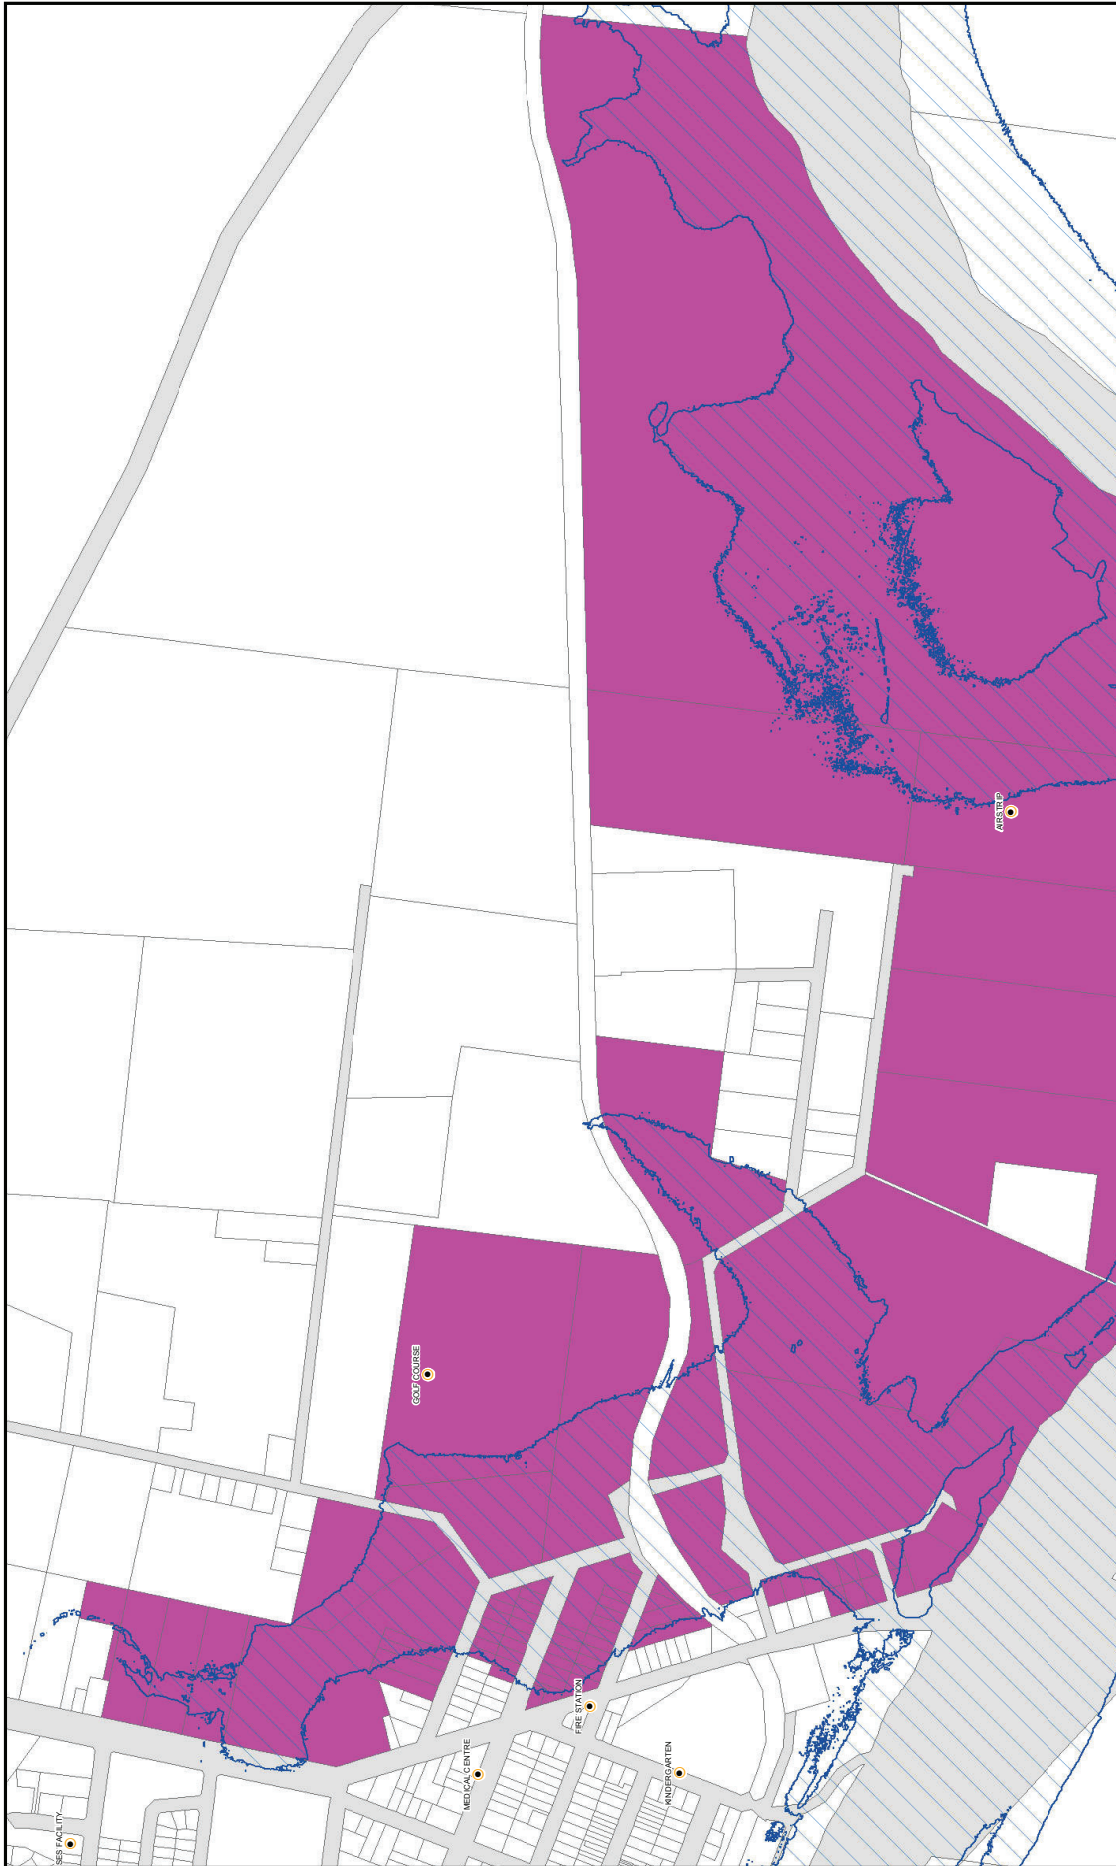 AIRSTRIP
GOLF COURSE
FIRE STATION
MEDICAL CENTRE
KINDERGARTEN
SES FACILITY